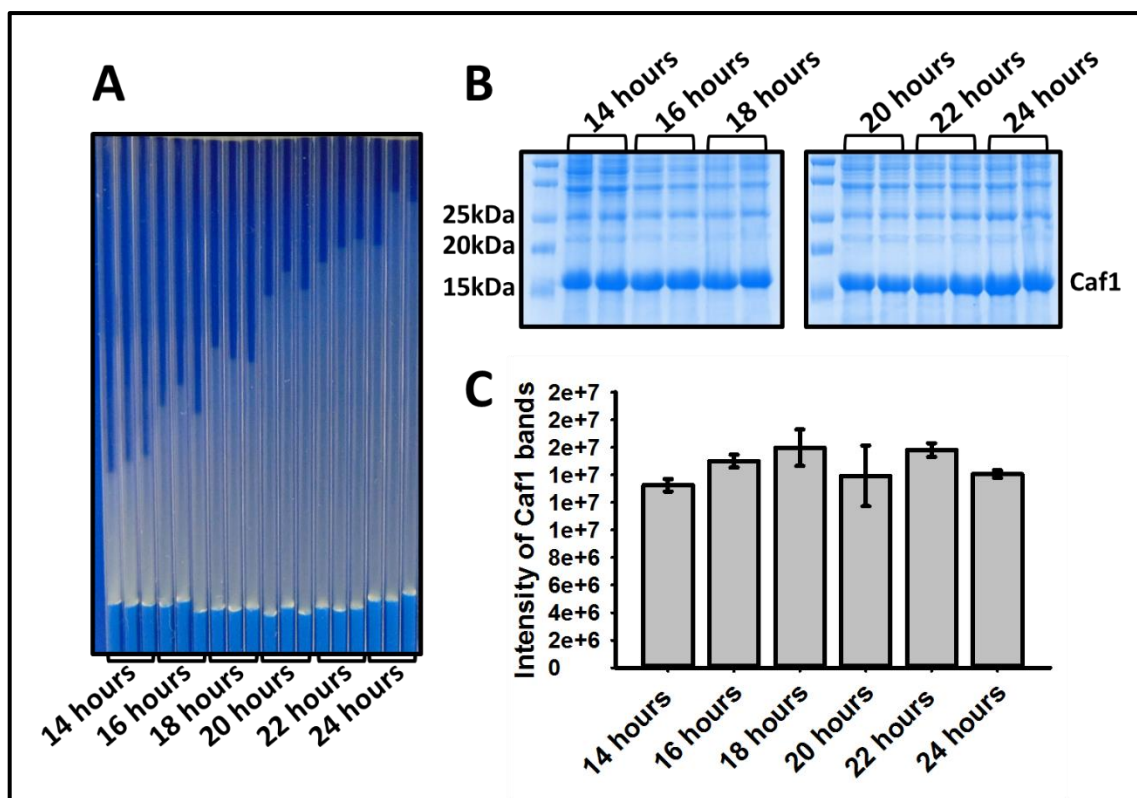 A
14 hours
16 hours
18 hours
20 hours
22 hours
24 hours
B
14 hours
16 hours
18 hours
20 hours
22 hours
24 hours
25kDa
20kDa
15kDa
Caf1
C
Intensity of Caf1 bands
2e+7
2e+7
2e+7
1e+7
1e+7
1e+7
8e+6
6e+6
4e+6
2e+6
0
14 hours
16 hours
18 hours
20 hours
22 hours
24 hours